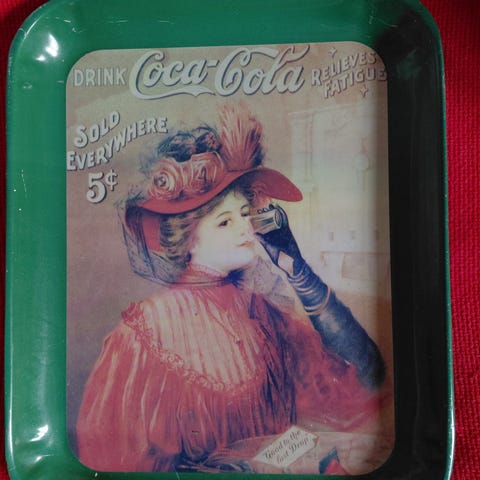 DRINK Coca-Cola RELIEVES
FATIGUE
SOLD
EVERYWHERE
5¢
Good to the
last Drop